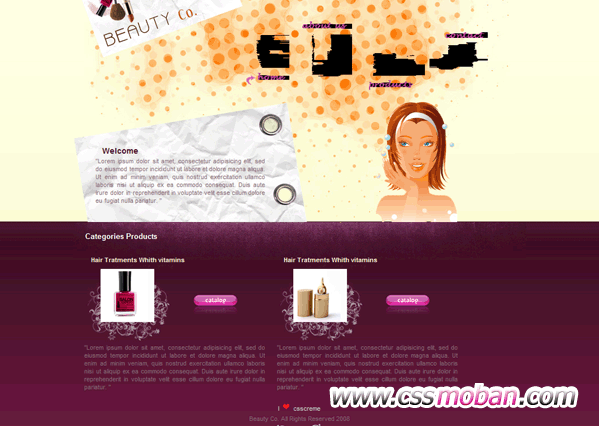 BEAUTY Co.
about us
contact
home
products
Welcome
"Lorem ipsum dolor sit amet, consectetur adipisicing elit, sed do eiusmod tempor incididunt ut labore et dolore magna aliqua. Ut enim ad minim veniam, quis nostrud exercitation ullamco laboris nisi ut aliquip ex ea commodo consequat. Duis aute irure dolor in reprehenderit in voluptate velit esse cillum dolore eu fugiat nulla pariatur. "
Categories Products
Hair Tratments Whith vitamins
catalop
"Lorem ipsum dolor sit amet, consectetur adipisicing elit, sed do eiusmod tempor incididunt ut labore et dolore magna aliqua. Ut enim ad minim veniam, quis nostrud exercitation ullamco laboris nisi ut aliquip ex ea commodo consequat. Duis aute irure dolor in reprehenderit in voluptate velit esse cillum dolore eu fugiat nulla pariatur. "
Hair Tratments Whith vitamins
catalop
"Lorem ipsum dolor sit amet, consectetur adipisicing elit, sed do eiusmod tempor incididunt ut labore et dolore magna aliqua. Ut enim ad minim veniam, quis nostrud exercitation ullamco laboris nisi ut aliquip ex ea commodo consequat. Duis aute irure dolor in reprehenderit in voluptate velit esse cillum dolore eu fugiat nulla pariatur. "
www.cssmoban.com
I ♥ csscreme
Beauty Co. All Rights Reserved 2008